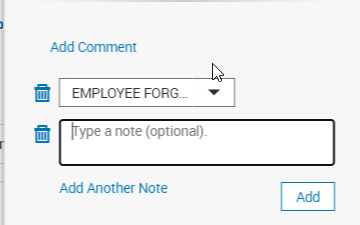 Add Comment
EMPLOYEE FORG...
Type a note (optional).
Add Another Note
Add